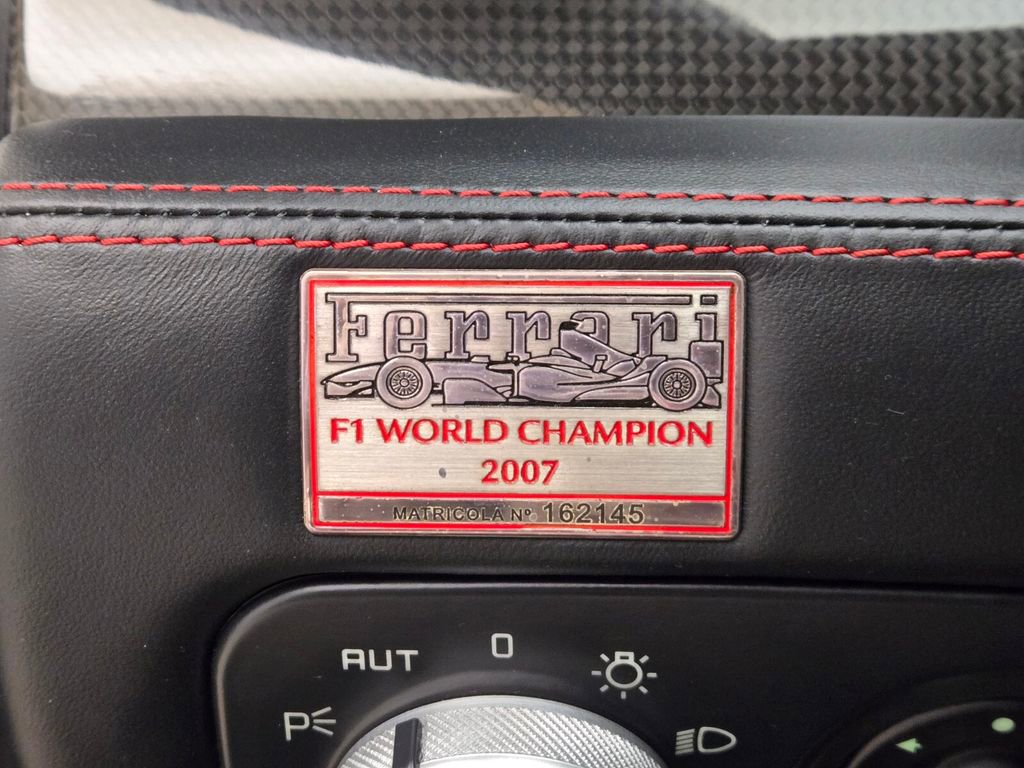 Ferrari
F1 WORLD CHAMPION
2007
MATRICOLA Nº 162145
AUT
0
P